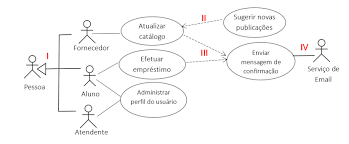 II
Atualizar
catálogo
Sugerir novas
publicações
Fornecedor
I
III
IV
Efetuar
empréstimo
Enviar
mensagem de
confirmação
Serviço de
Email
Pessoa
Aluno
Administrar
perfil do usuário
Atendente